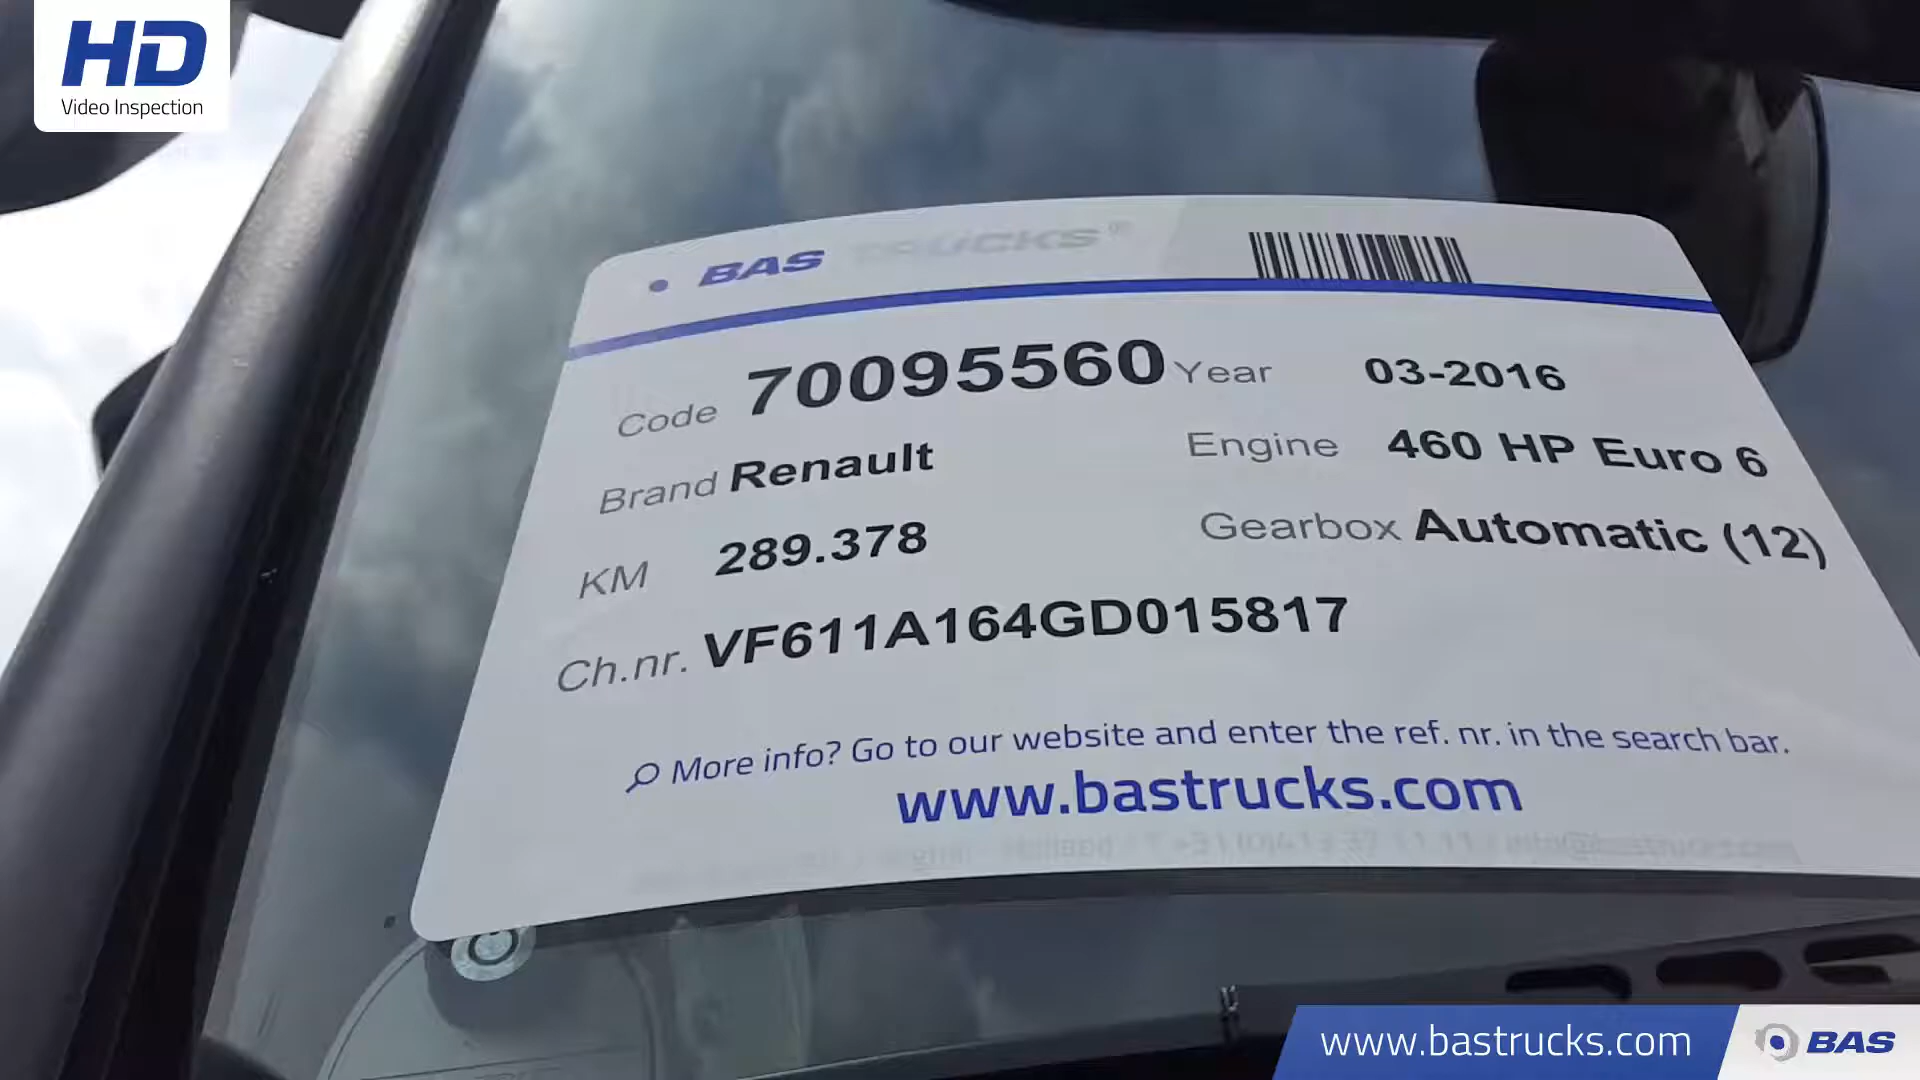 HD
Video Inspection
BAS TRUCKS®
Code 70095560 Year 03-2016
Brand Renault Engine 460 HP Euro 6
KM 289.378 Gearbox Automatic (12)
Ch.nr. VF611A164GD015817
More info? Go to our website and enter the ref. nr. in the search bar.
www.bastrucks.com
www.bastrucks.com BAS